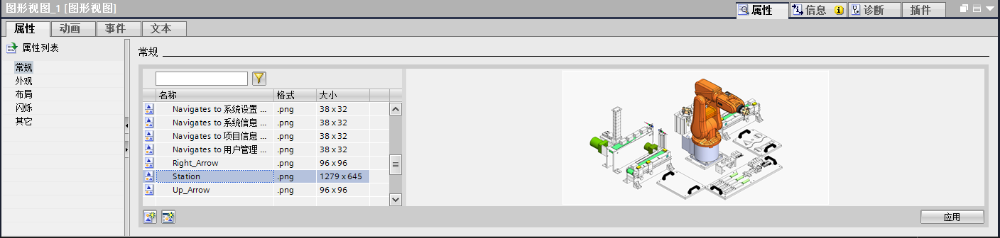 图形视图_1 [图形视图]
属性 信息 诊断 插件
属性 动画 事件 文本
属性列表
常规
外观
布局
闪烁
其它
常规
名称 格式 大小
Navigates to 系统设置 ... .png 38 x 32
Navigates to 系统信息 ... .png 38 x 32
Navigates to 项目信息 ... .png 38 x 32
Navigates to 用户管理 ... .png 38 x 32
Right_Arrow .png 96 x 96
Station .png 1279 x 645
Up_Arrow .png 96 x 96
应用